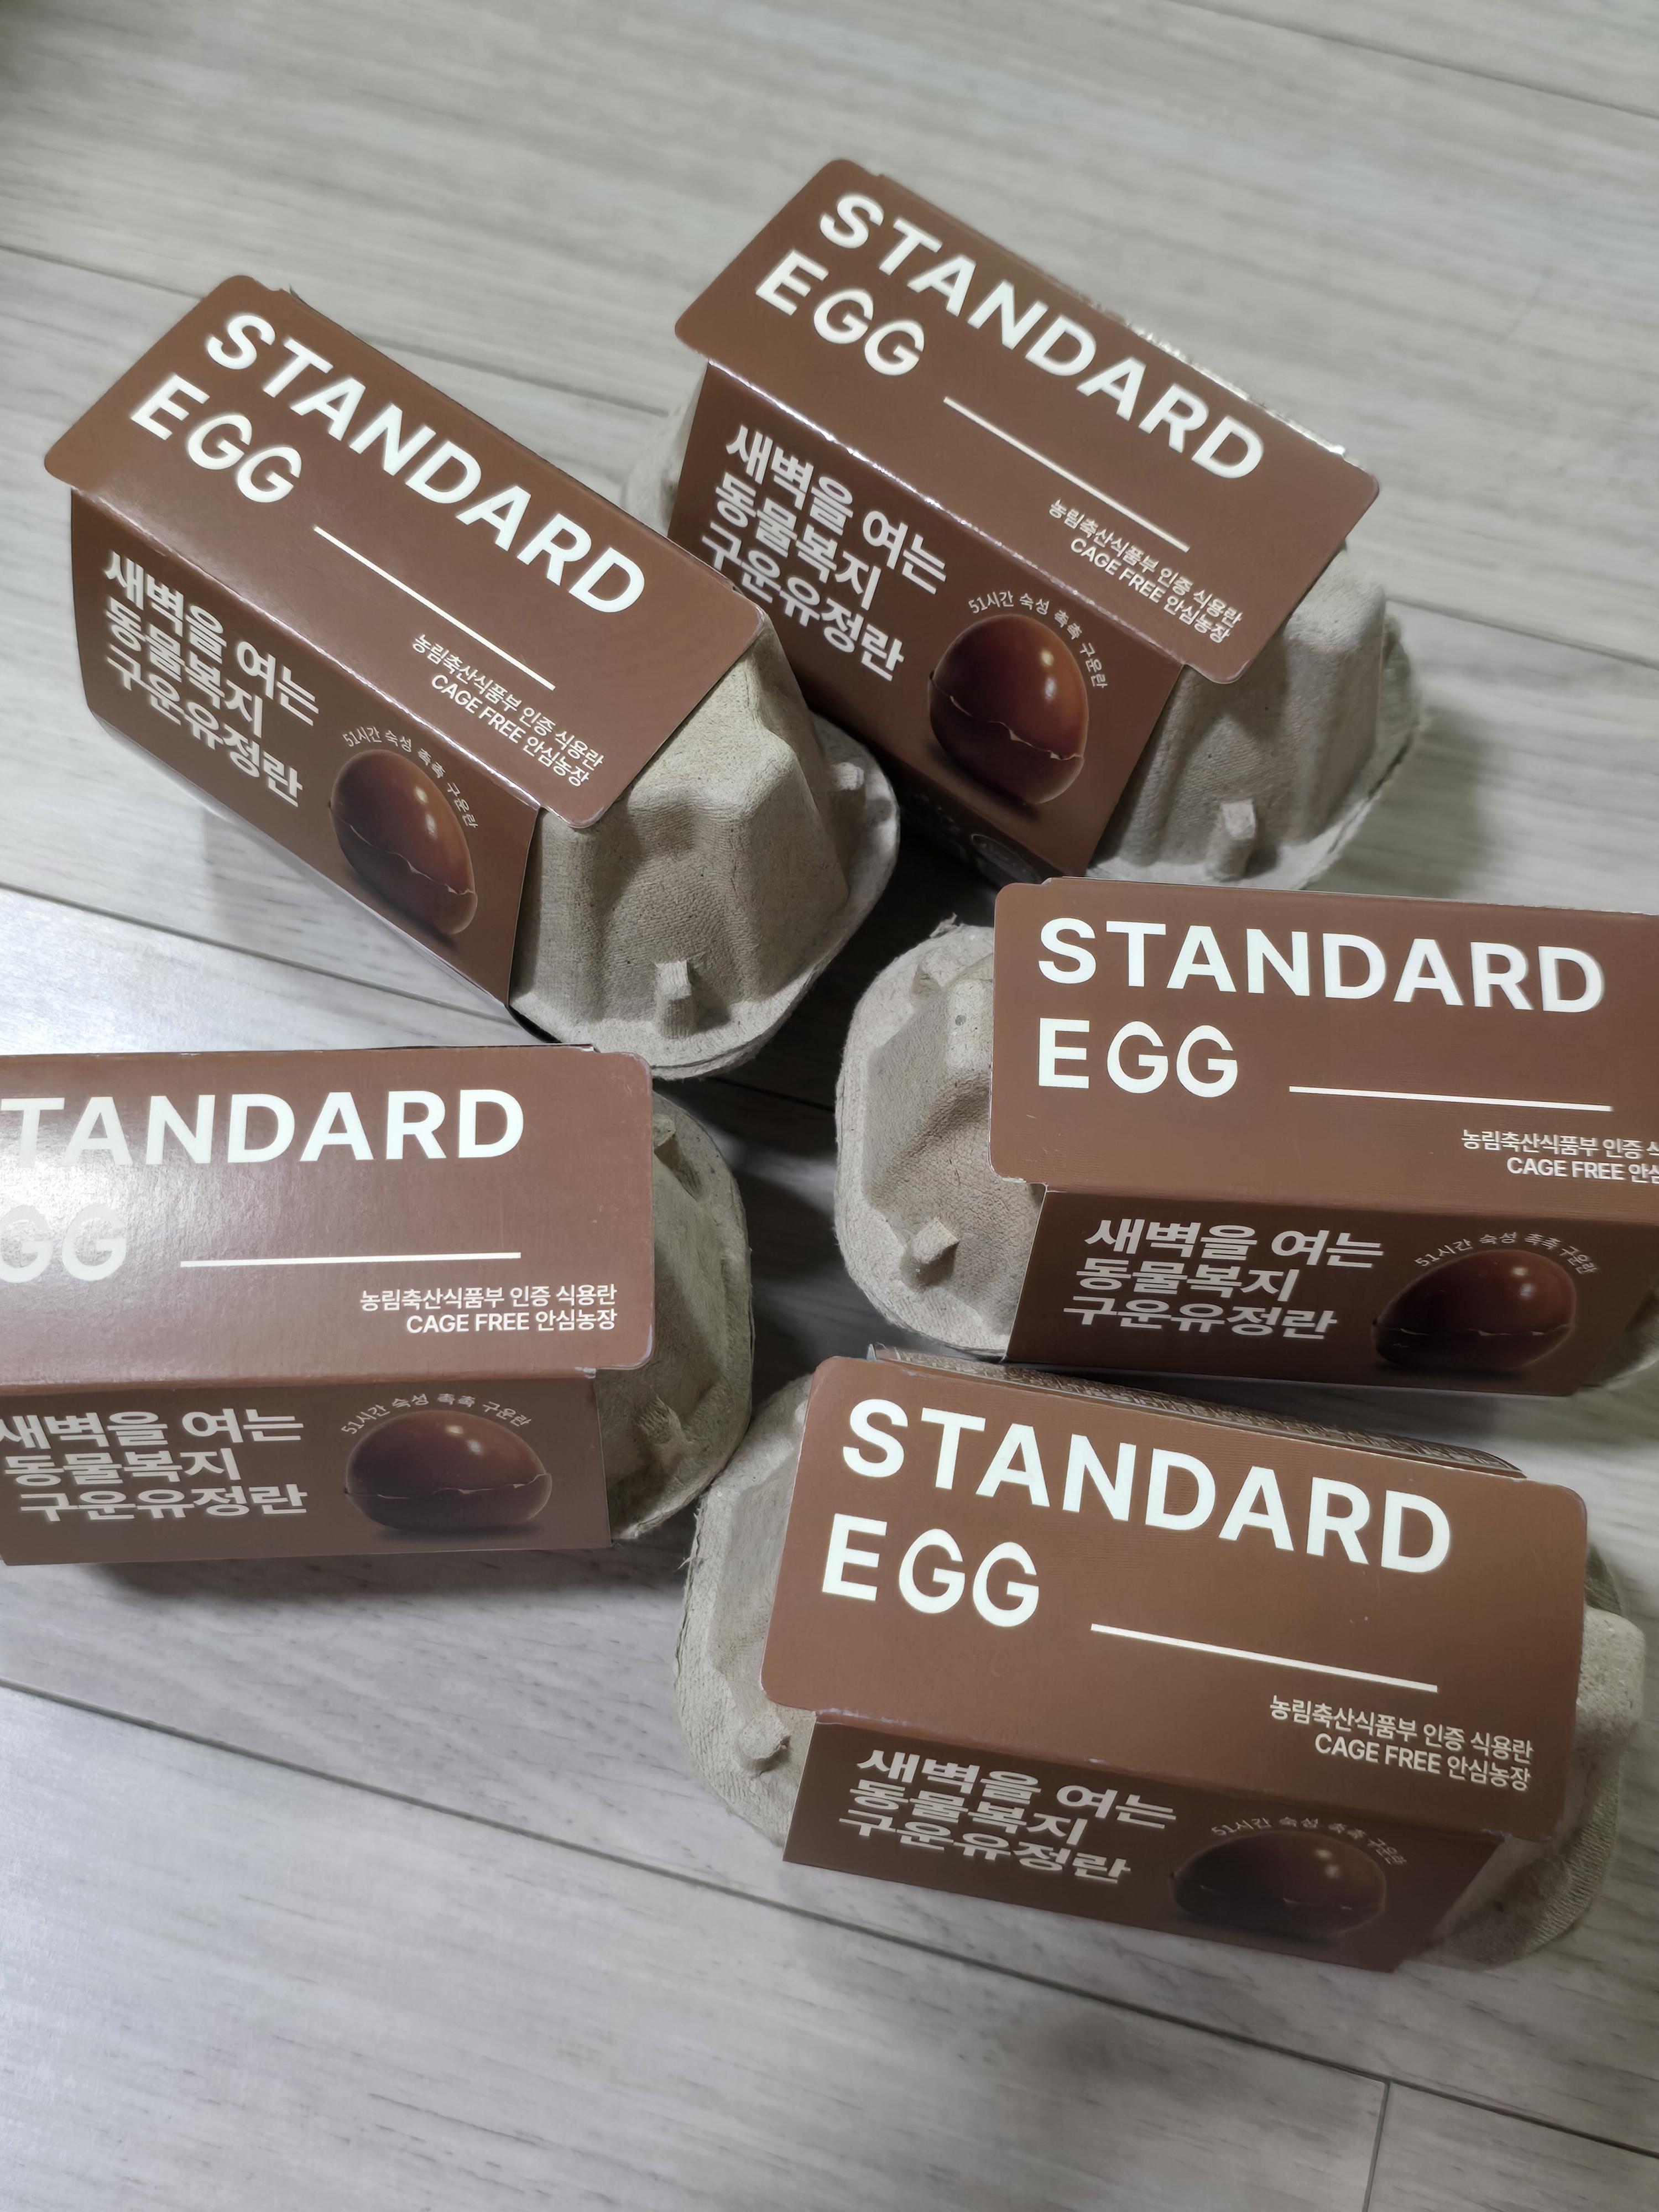 STANDARD
EGG
농림축산식품부 인증 식용란
CAGE FREE 안심농장
새벽을 여는
동물복지
구운유정란
51시간 숙성 촉촉 구운란
STANDARD
EGG
농림축산식품부 인증 식용란
CAGE FREE 안심농장
새벽을 여는
동물복지
구운유정란
51시간 숙성 촉촉 구운란
STANDARD
EGG
농림축산식품부 인증 식
CAGE FREE 안심
새벽을 여는
동물복지
구운유정란
51시간 숙성 촉촉 구운란
TANDARD
GG
농림축산식품부 인증 식용란
CAGE FREE 안심농장
새벽을 여는
동물복지
구운유정란
51시간 숙성 촉촉 구운란
STANDARD
EGG
농림축산식품부 인증 식용란
CAGE FREE 안심농장
새벽을 여는
동물복지
구운유정란
51시간 숙성 촉촉 구운란